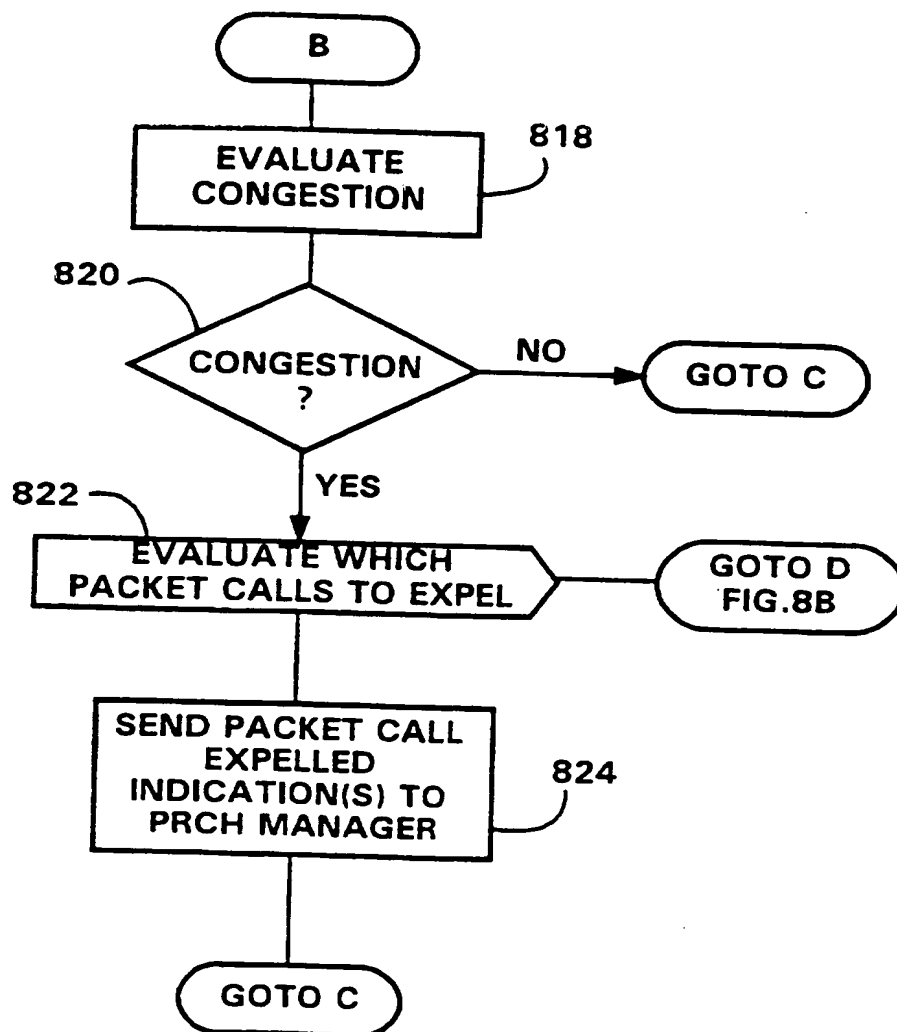 B
EVALUATE
CONGESTION
818
820
CONGESTION
?
NO
GOTO C
YES
822
EVALUATE WHICH
PACKET CALLS TO EXPEL
GOTO D
FIG.8B
SEND PACKET CALL
EXPELLED
INDICATION(S) TO
PRCH MANAGER
824
GOTO C